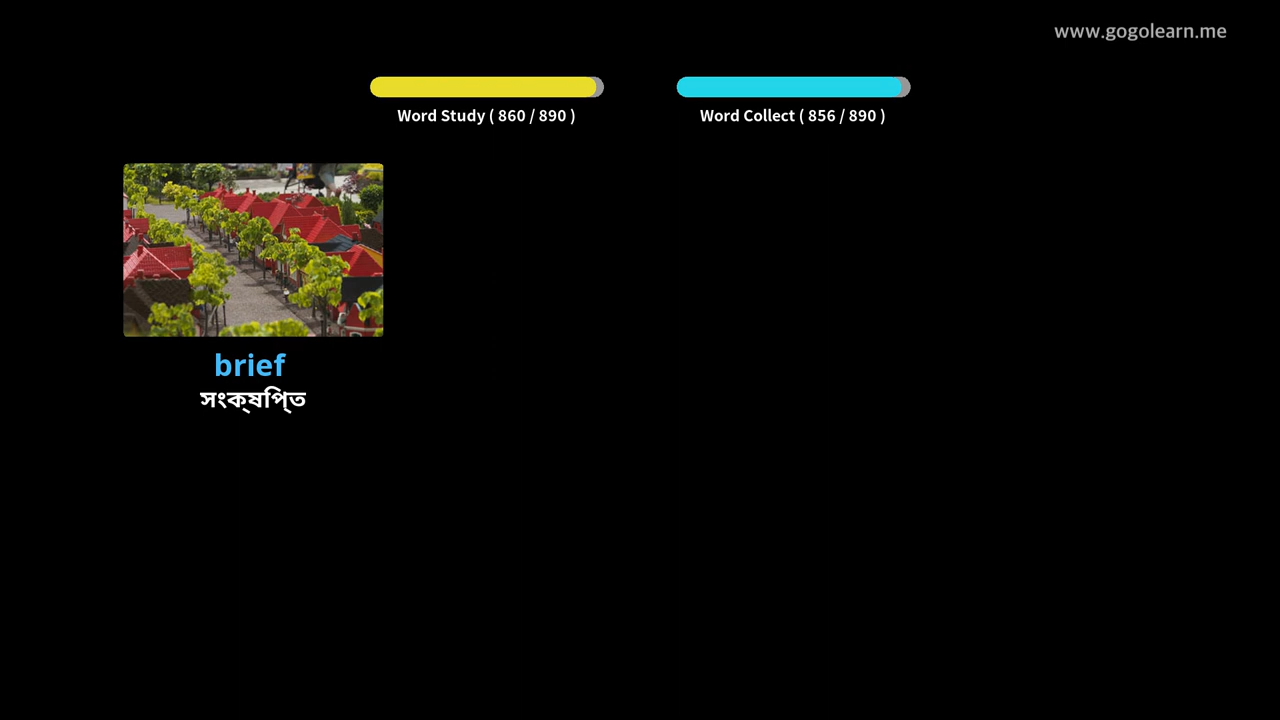 www.gogolearn.me
Word Study ( 860 / 890 )
Word Collect ( 856 / 890 )
brief
সংক্ষিপ্ত